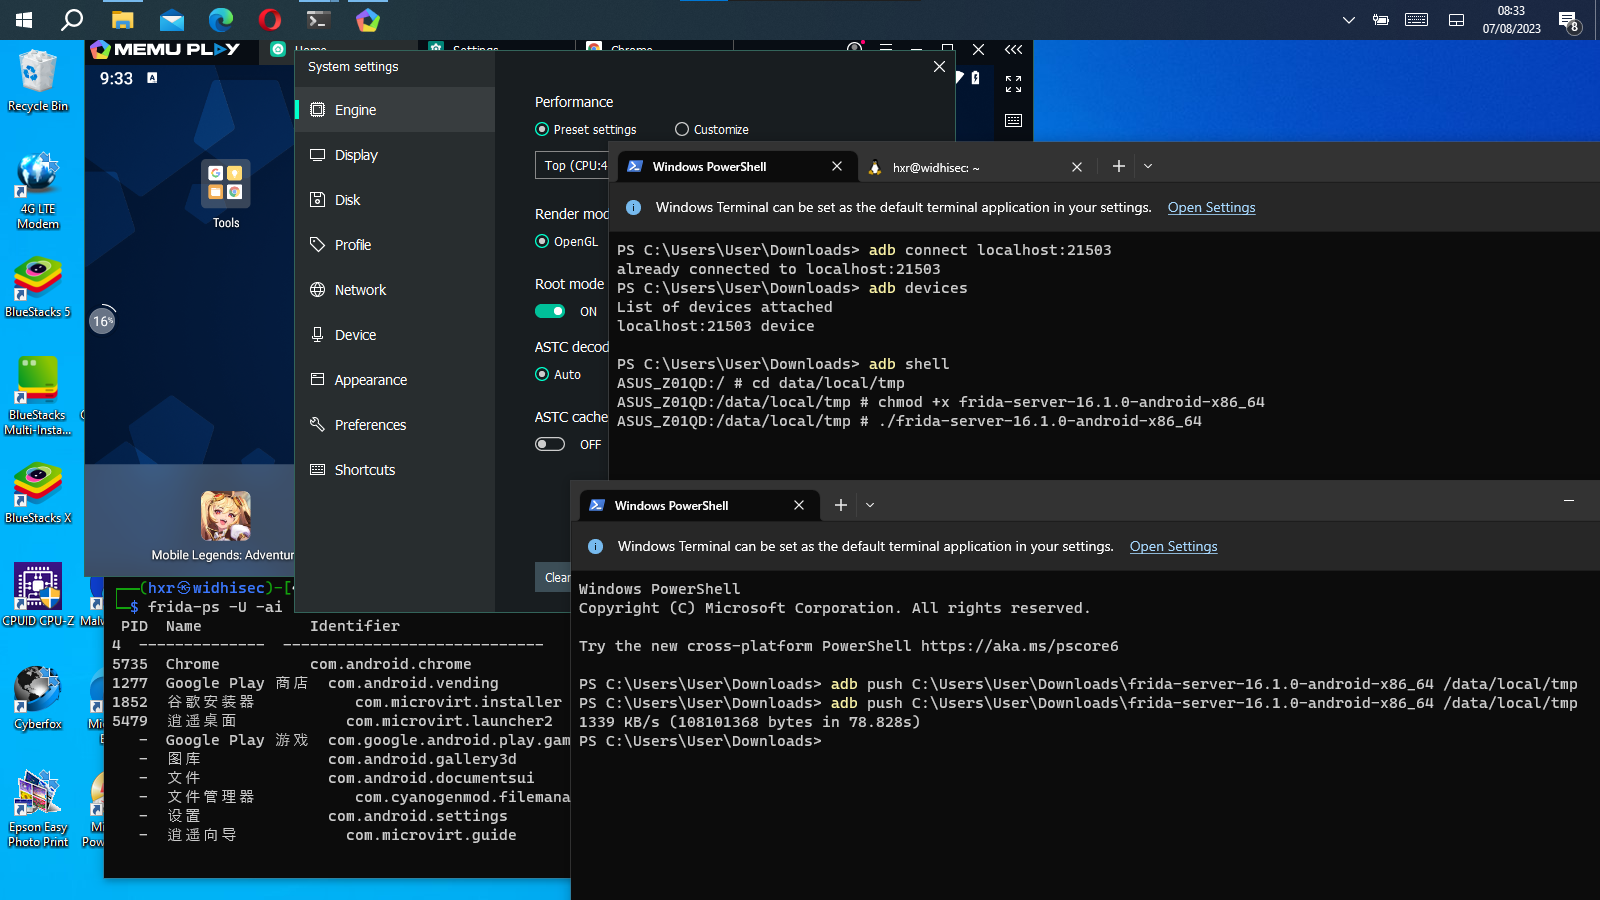 08:33
07/08/2023
8
MEMU PLAY
Home
Settings
Chrome
9:33
A
Tools
16%
Mobile Legends: Adventur
Recycle Bin
4G LTE
Modem
BlueStacks 5
BlueStacks
Multi-Insta...
BlueStacks X
CPUID CPU-Z
Malw
Cyberfox
Mic
E
Epson Easy
Photo Print
Mi
Pow
System settings
Engine
Display
Disk
Profile
Network
Device
Appearance
Preferences
Shortcuts
Performance
Preset settings
Customize
Top (CPU:4
Render mod
OpenGL
Root mode
ON
ASTC decod
Auto
ASTC cache
OFF
Clear
Windows PowerShell
hxr@widhisec: ~
Windows Terminal can be set as the default terminal application in your settings. Open Settings
PS C:\Users\User\Downloads> adb connect localhost:21503
already connected to localhost:21503
PS C:\Users\User\Downloads> adb devices
List of devices attached
localhost:21503 device
PS C:\Users\User\Downloads> adb shell
ASUS_Z01QD:/ # cd data/local/tmp
ASUS_Z01QD:/data/local/tmp # chmod +x frida-server-16.1.0-android-x86_64
ASUS_Z01QD:/data/local/tmp # ./frida-server-16.1.0-android-x86_64
Windows PowerShell
Windows Terminal can be set as the default terminal application in your settings. Open Settings
Windows PowerShell
Copyright (C) Microsoft Corporation. All rights reserved.
Try the new cross-platform PowerShell https://aka.ms/pscore6
PS C:\Users\User\Downloads> adb push C:\Users\User\Downloads\frida-server-16.1.0-android-x86_64 /data/local/tmp
PS C:\Users\User\Downloads> adb push C:\Users\User\Downloads\frida-server-16.1.0-android-x86_64 /data/local/tmp
1339 KB/s (108101368 bytes in 78.828s)
PS C:\Users\User\Downloads>
(hxr㉿widhisec)-[
$ frida-ps -U -ai
PID Name Identifier
4 -------------- -----------------------------
5735 Chrome com.android.chrome
1277 Google Play 商店 com.android.vending
1852 谷歌安装器 com.microvirt.installer
5479 逍遥桌面 com.microvirt.launcher2
- Google Play 游戏 com.google.android.play.gam
- 图库 com.android.gallery3d
- 文件 com.android.documentsui
- 文件管理器 com.cyanogenmod.filemana
- 设置 com.android.settings
- 逍遥向导 com.microvirt.guide